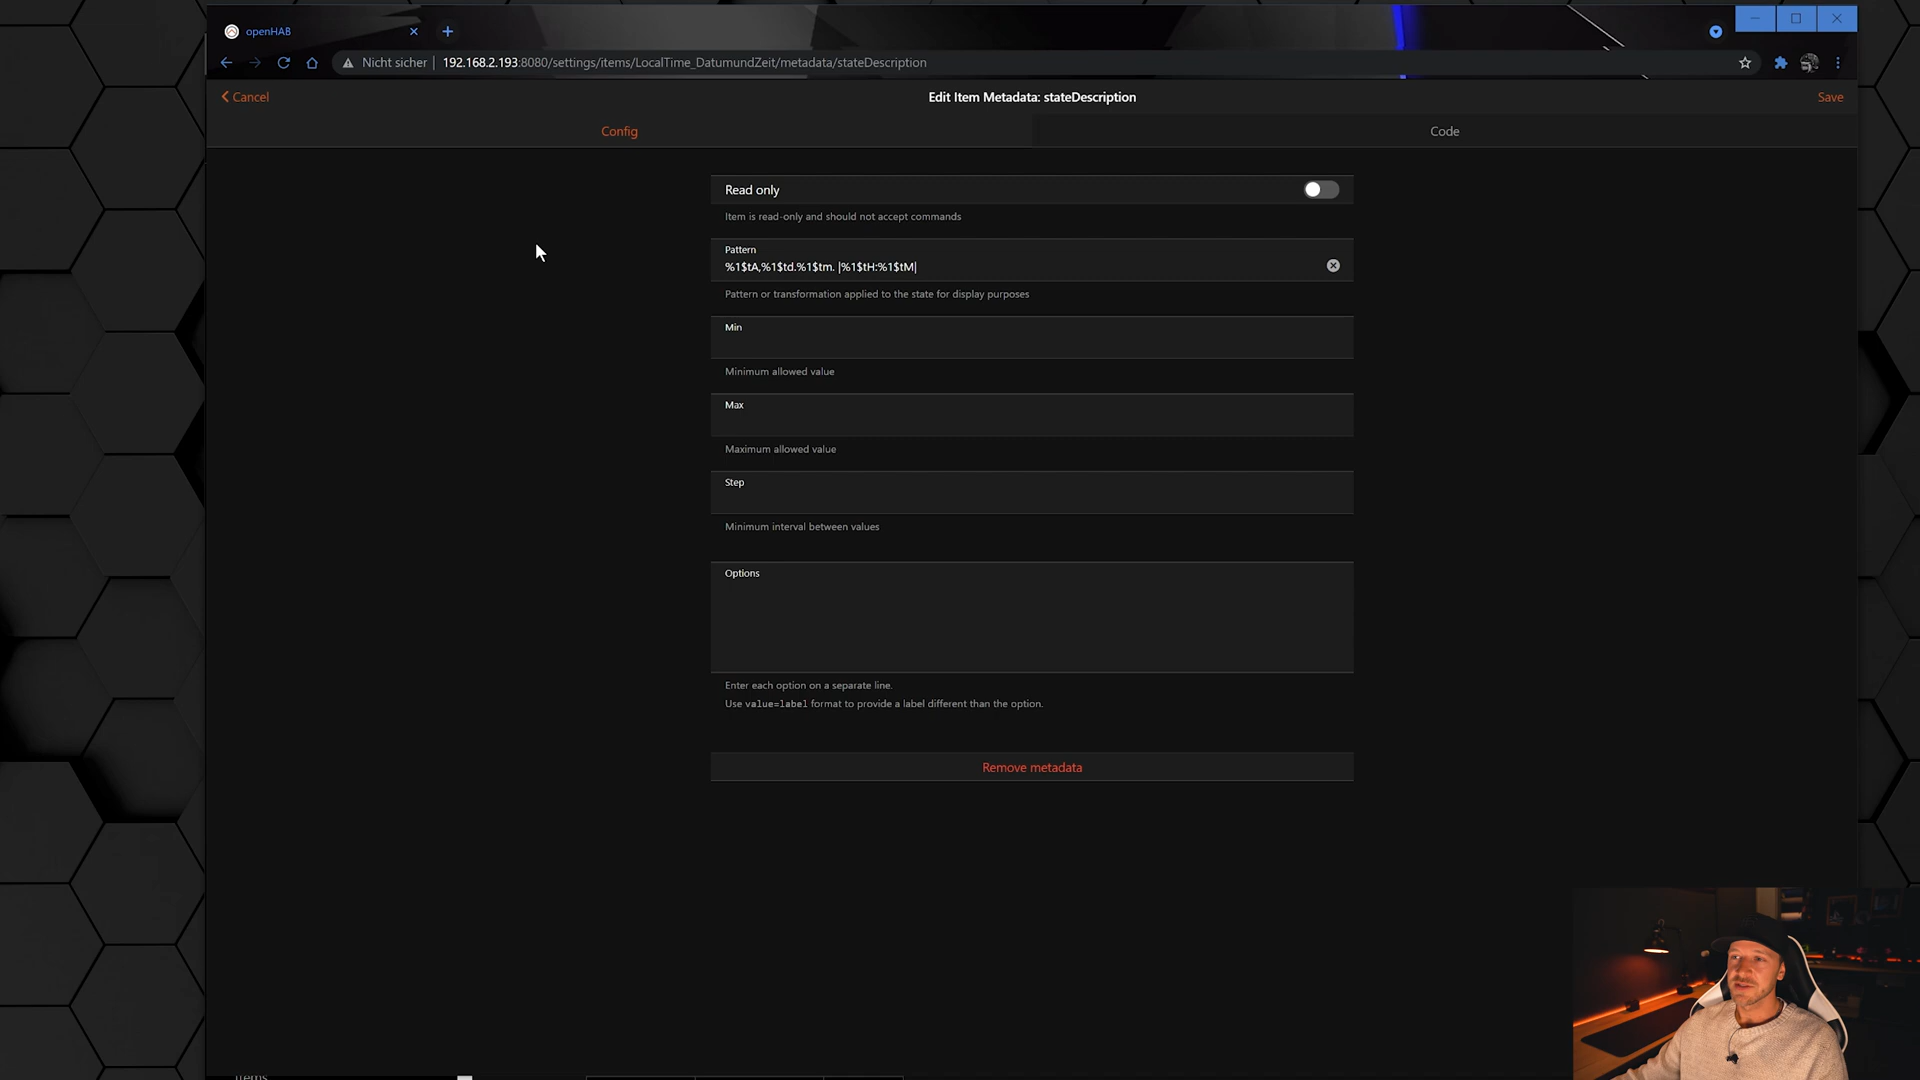 openHAB
Nicht sicher | 192.168.2.193:8080/settings/items/LocalTime_DatumundZeit/metadata/stateDescription
Cancel
Edit Item Metadata: stateDescription
Save
Config
Code
Read only
Item is read-only and should not accept commands
Pattern
%1$tA,%1$td.%1$tm. |%1$tH:%1$tM|
Pattern or transformation applied to the state for display purposes
Min
Minimum allowed value
Max
Maximum allowed value
Step
Minimum interval between values
Options
Enter each option on a separate line.
Use value=label format to provide a label different than the option.
Remove metadata
Items